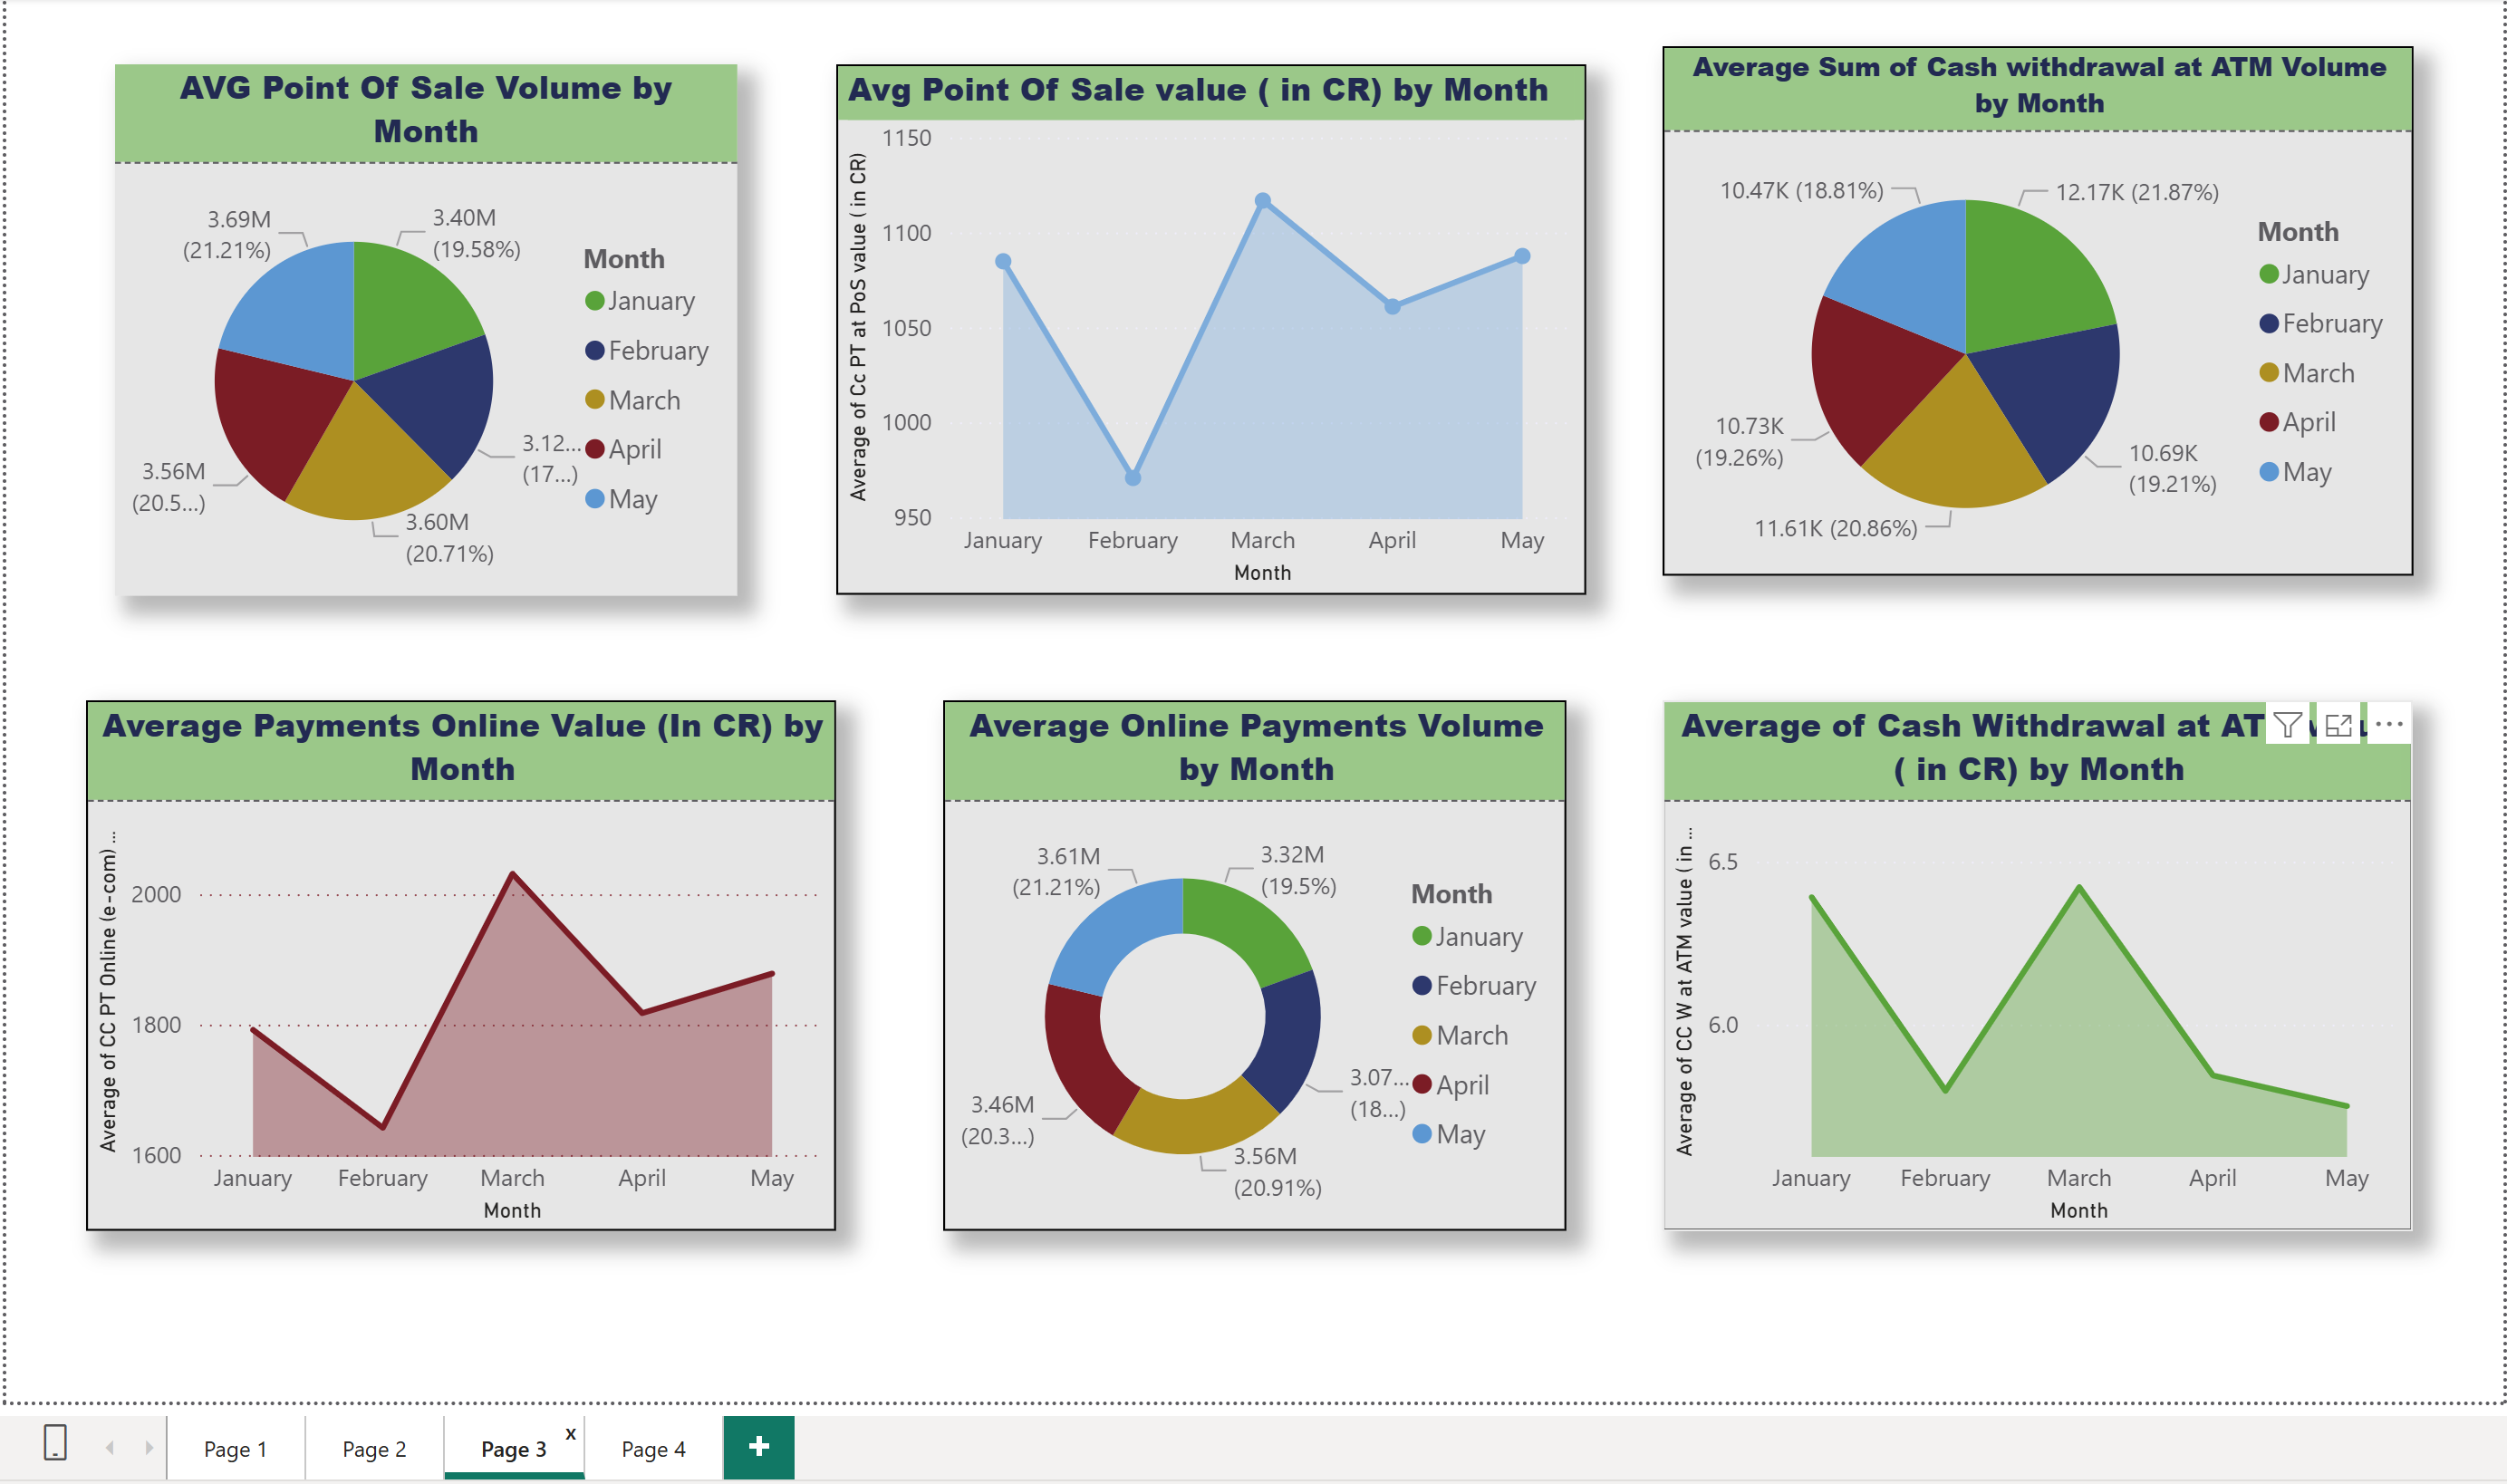 AVG Point Of Sale Volume by
Month
3.69M
(21.21%)
3.40M
(19.58%)
3.12...
(17...)
3.56M
(20.5...)
3.60M
(20.71%)
Month
January
February
March
April
May
Avg Point Of Sale value ( in CR) by Month
Average of Cc PT at PoS value ( in CR)
1150
1100
1050
1000
950
January
February
March
April
May
Month
Average Sum of Cash withdrawal at ATM Volume
by Month
10.47K (18.81%)
12.17K (21.87%)
10.73K
(19.26%)
10.69K
(19.21%)
11.61K (20.86%)
Month
January
February
March
April
May
Average Payments Online Value (In CR) by
Month
Average of CC PT Online (e-com) ...
2000
1800
1600
January
February
March
April
May
Month
Average Online Payments Volume
by Month
3.61M
(21.21%)
3.32M
(19.5%)
3.07...
(18...)
3.46M
(20.3...)
3.56M
(20.91%)
Month
January
February
March
April
May
Average of Cash Withdrawal at
( in CR) by Month
Average of CC W at ATM value ( in ...
6.5
6.0
January
February
March
April
May
Month
Page 1
Page 2
Page 3
x
Page 4
+